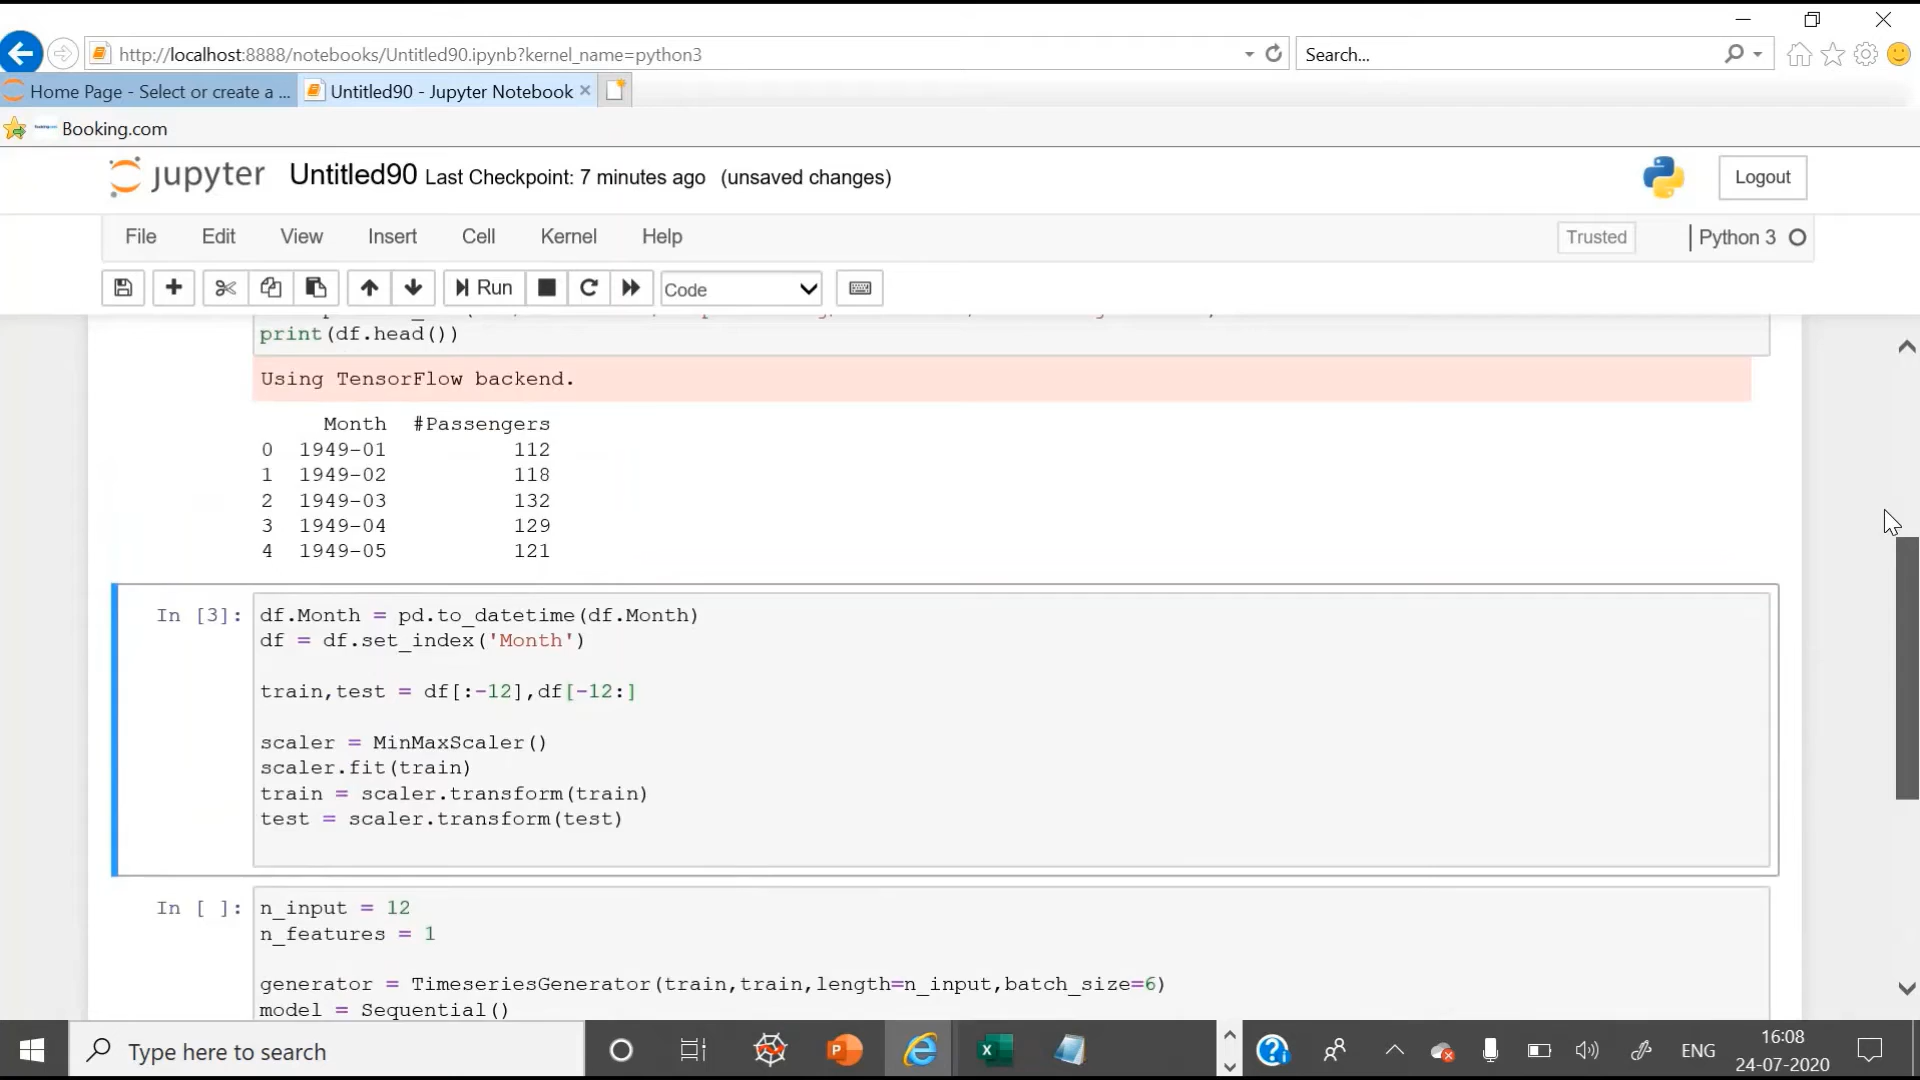 http://localhost:8888/notebooks/Untitled90.ipynb?kernel_name=python3
Search...
Home Page - Select or create a ...
Untitled90 - Jupyter Notebook
Booking.com
jupyter Untitled90 Last Checkpoint: 7 minutes ago (unsaved changes)
Logout
File Edit View Insert Cell Kernel Help
Trusted
Python 3
Run
Code
print(df.head())
Using TensorFlow backend.
Month #Passengers
0 1949-01 112
1 1949-02 118
2 1949-03 132
3 1949-04 129
4 1949-05 121
In [3]: df.Month = pd.to_datetime(df.Month)
df = df.set_index('Month')
train,test = df[:-12],df[-12:]
scaler = MinMaxScaler()
scaler.fit(train)
train = scaler.transform(train)
test = scaler.transform(test)
In [ ]: n_input = 12
n_features = 1
generator = TimeseriesGenerator(train,train,length=n_input,batch_size=6)
model = Sequential()
Type here to search
ENG
16:08
24-07-2020